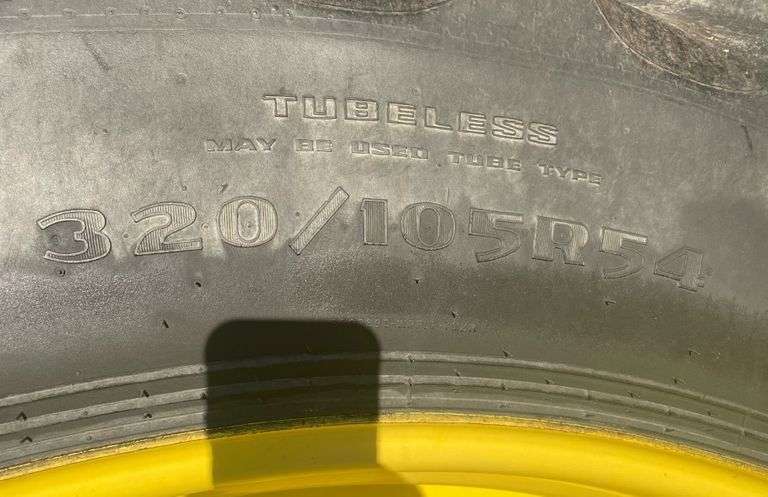 TUBELESS
MAY BE USED TUBE TYPE
320/105R54